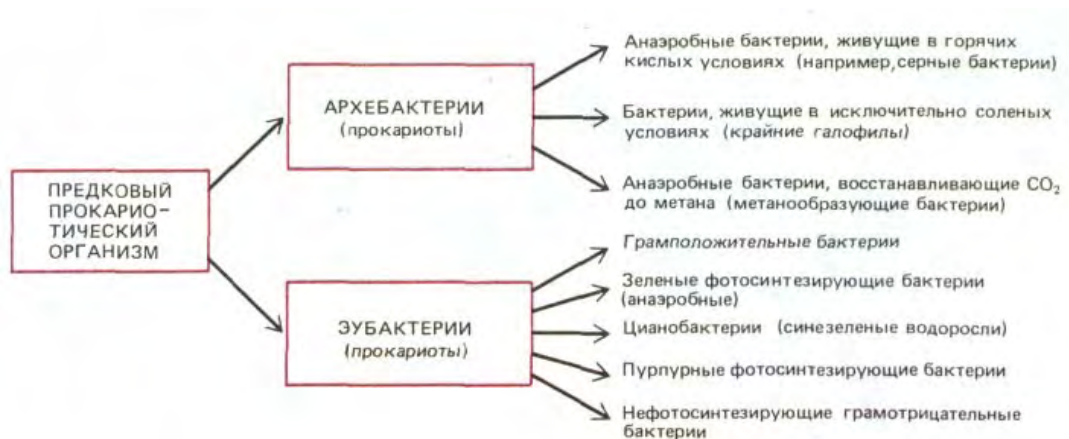 ПРЕДКОВЫЙ
ПРОКАРИО-
ТИЧЕСКИЙ
ОРГАНИЗМ
АРХЕБАКТЕРИИ
(прокариоты)
Анаэробные бактерии, живущие в горячих
кислых условиях (например,серные бактерии)
Бактерии, живущие в исключительно соленых
условиях (крайние галофилы)
Анаэробные бактерии, восстанавливающие CO₂
до метана (метанообразующие бактерии)
ЭУБАКТЕРИИ
(прокариоты)
Грамположительные бактерии
Зеленые фотосинтезирующие бактерии
(анаэробные)
Цианобактерии (синезеленые водоросли)
Пурпурные фотосинтезирующие бактерии
Нефотосинтезирующие грамотрицательные
бактерии